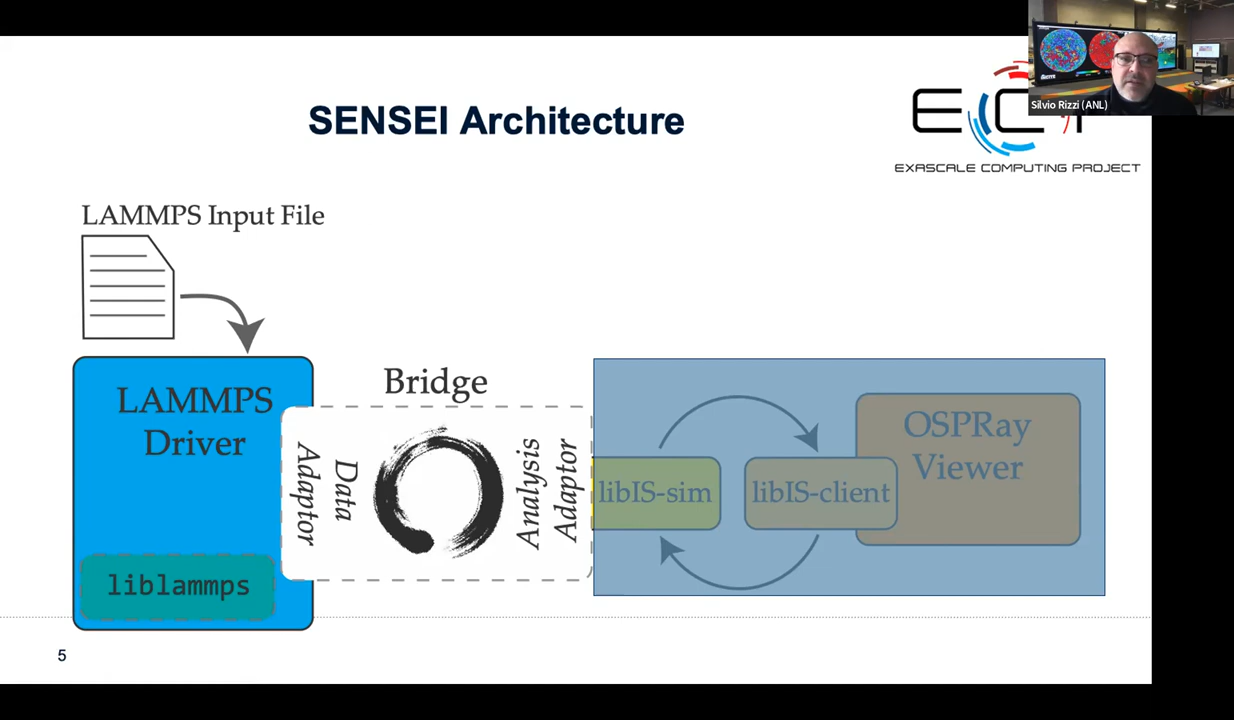 Silvio Rizzi (ANL)
SENSEI Architecture
EXASCALE COMPUTING PROJECT
LAMMPS Input File
LAMMPS
Driver
liblammps
Bridge
Data
Adaptor
Analysis
Adaptor
libIS-sim
libIS-client
OSPRay
Viewer
5